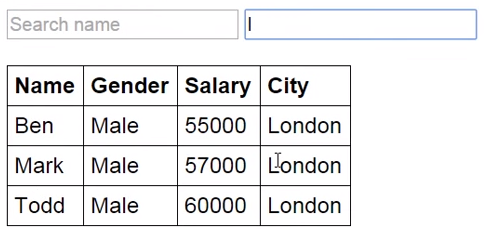 Search name l
Name Gender Salary City
Ben Male 55000 London
Mark Male 57000 London
Todd Male 60000 London